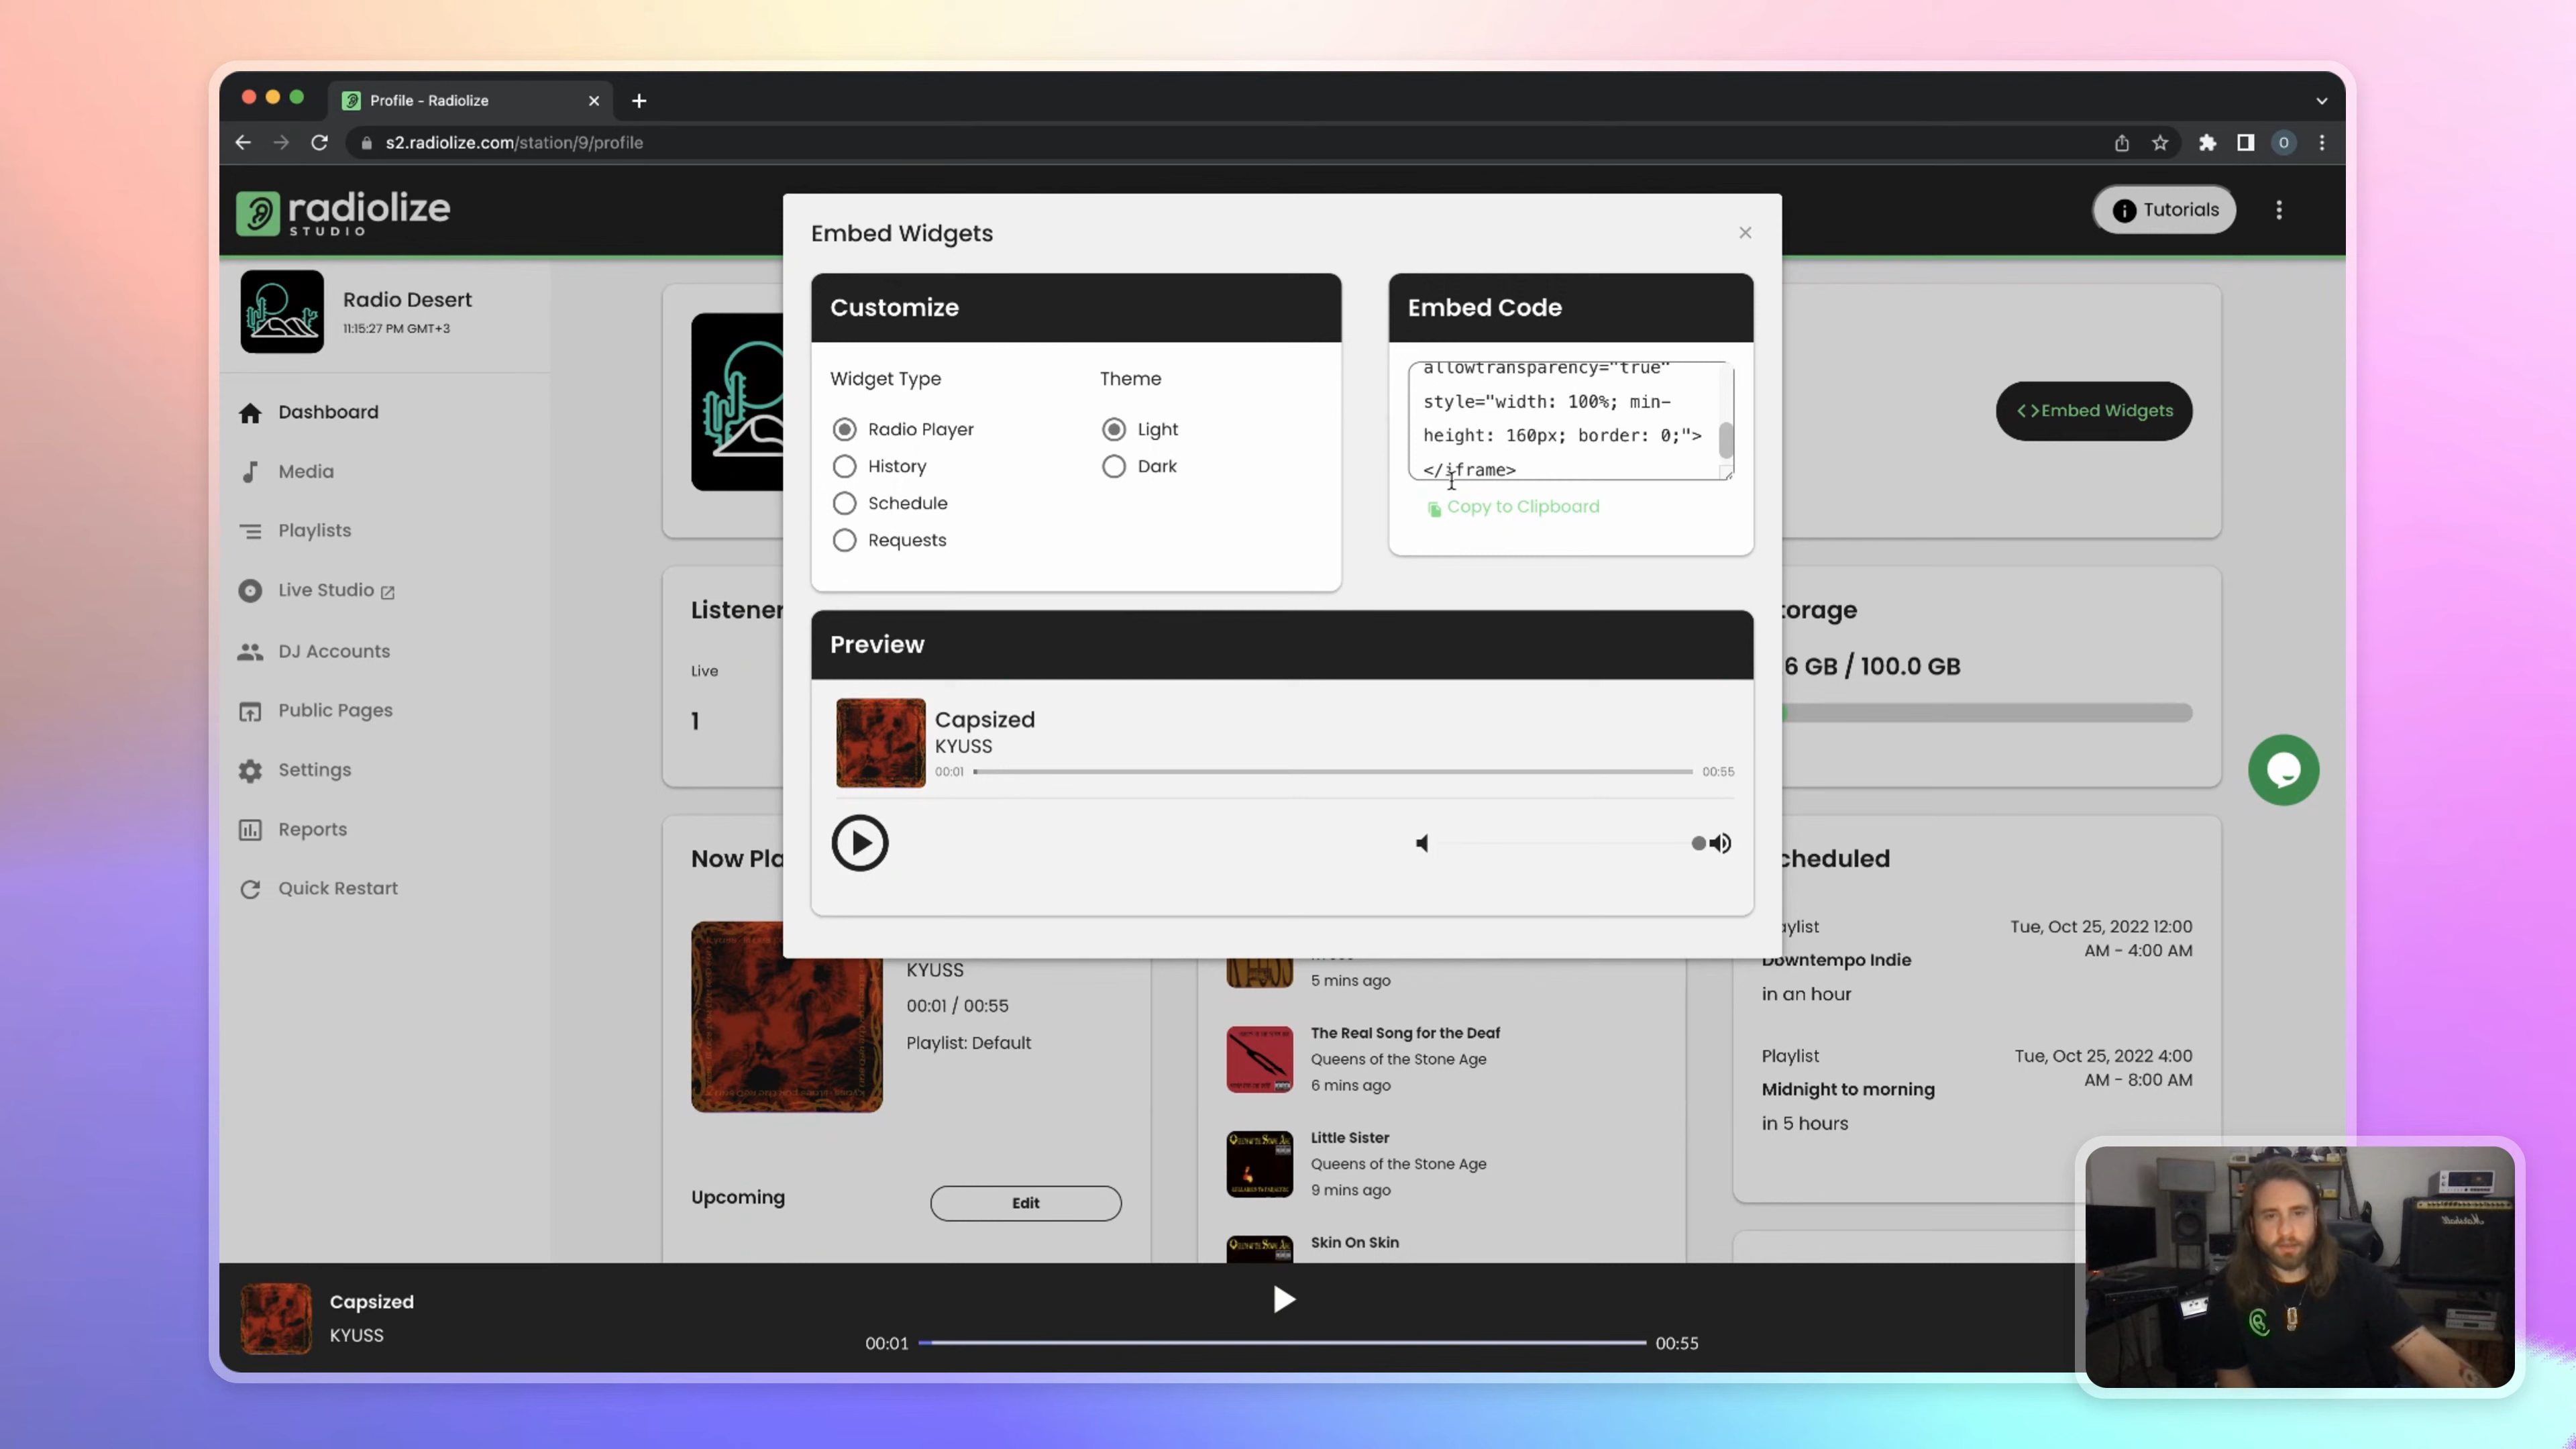 Profile - Radiolize
s2.radiolize.com/station/9/profile
O
radiolize
STUDIO
Tutorials
Radio Desert
11:15:27 PM GMT+3
Dashboard
Media
Playlists
Live Studio
DJ Accounts
Public Pages
Settings
Reports
Quick Restart
Embed Widgets
Customize
Widget Type
Theme
Radio Player
Light
History
Dark
Schedule
Requests
Embed Code
allowtransparency="true"
style="width: 100%; min-
height: 160px; border: 0;">
</iframe>
Copy to Clipboard
Preview
Capsized
KYUSS
00:01
00:55
<>Embed Widgets
Listener
Live
1
torage
6 GB / 100.0 GB
Now Pla
KYUSS
00:01 / 00:55
Playlist: Default
Upcoming
Edit
5 mins ago
The Real Song for the Deaf
Queens of the Stone Age
6 mins ago
Little Sister
Queens of the Stone Age
9 mins ago
Skin On Skin
cheduled
aylist
Tue, Oct 25, 2022 12:00
AM - 4:00 AM
Downtempo Indie
in an hour
Playlist
Tue, Oct 25, 2022 4:00
AM - 8:00 AM
Midnight to morning
in 5 hours
Capsized
KYUSS
00:01
00:55